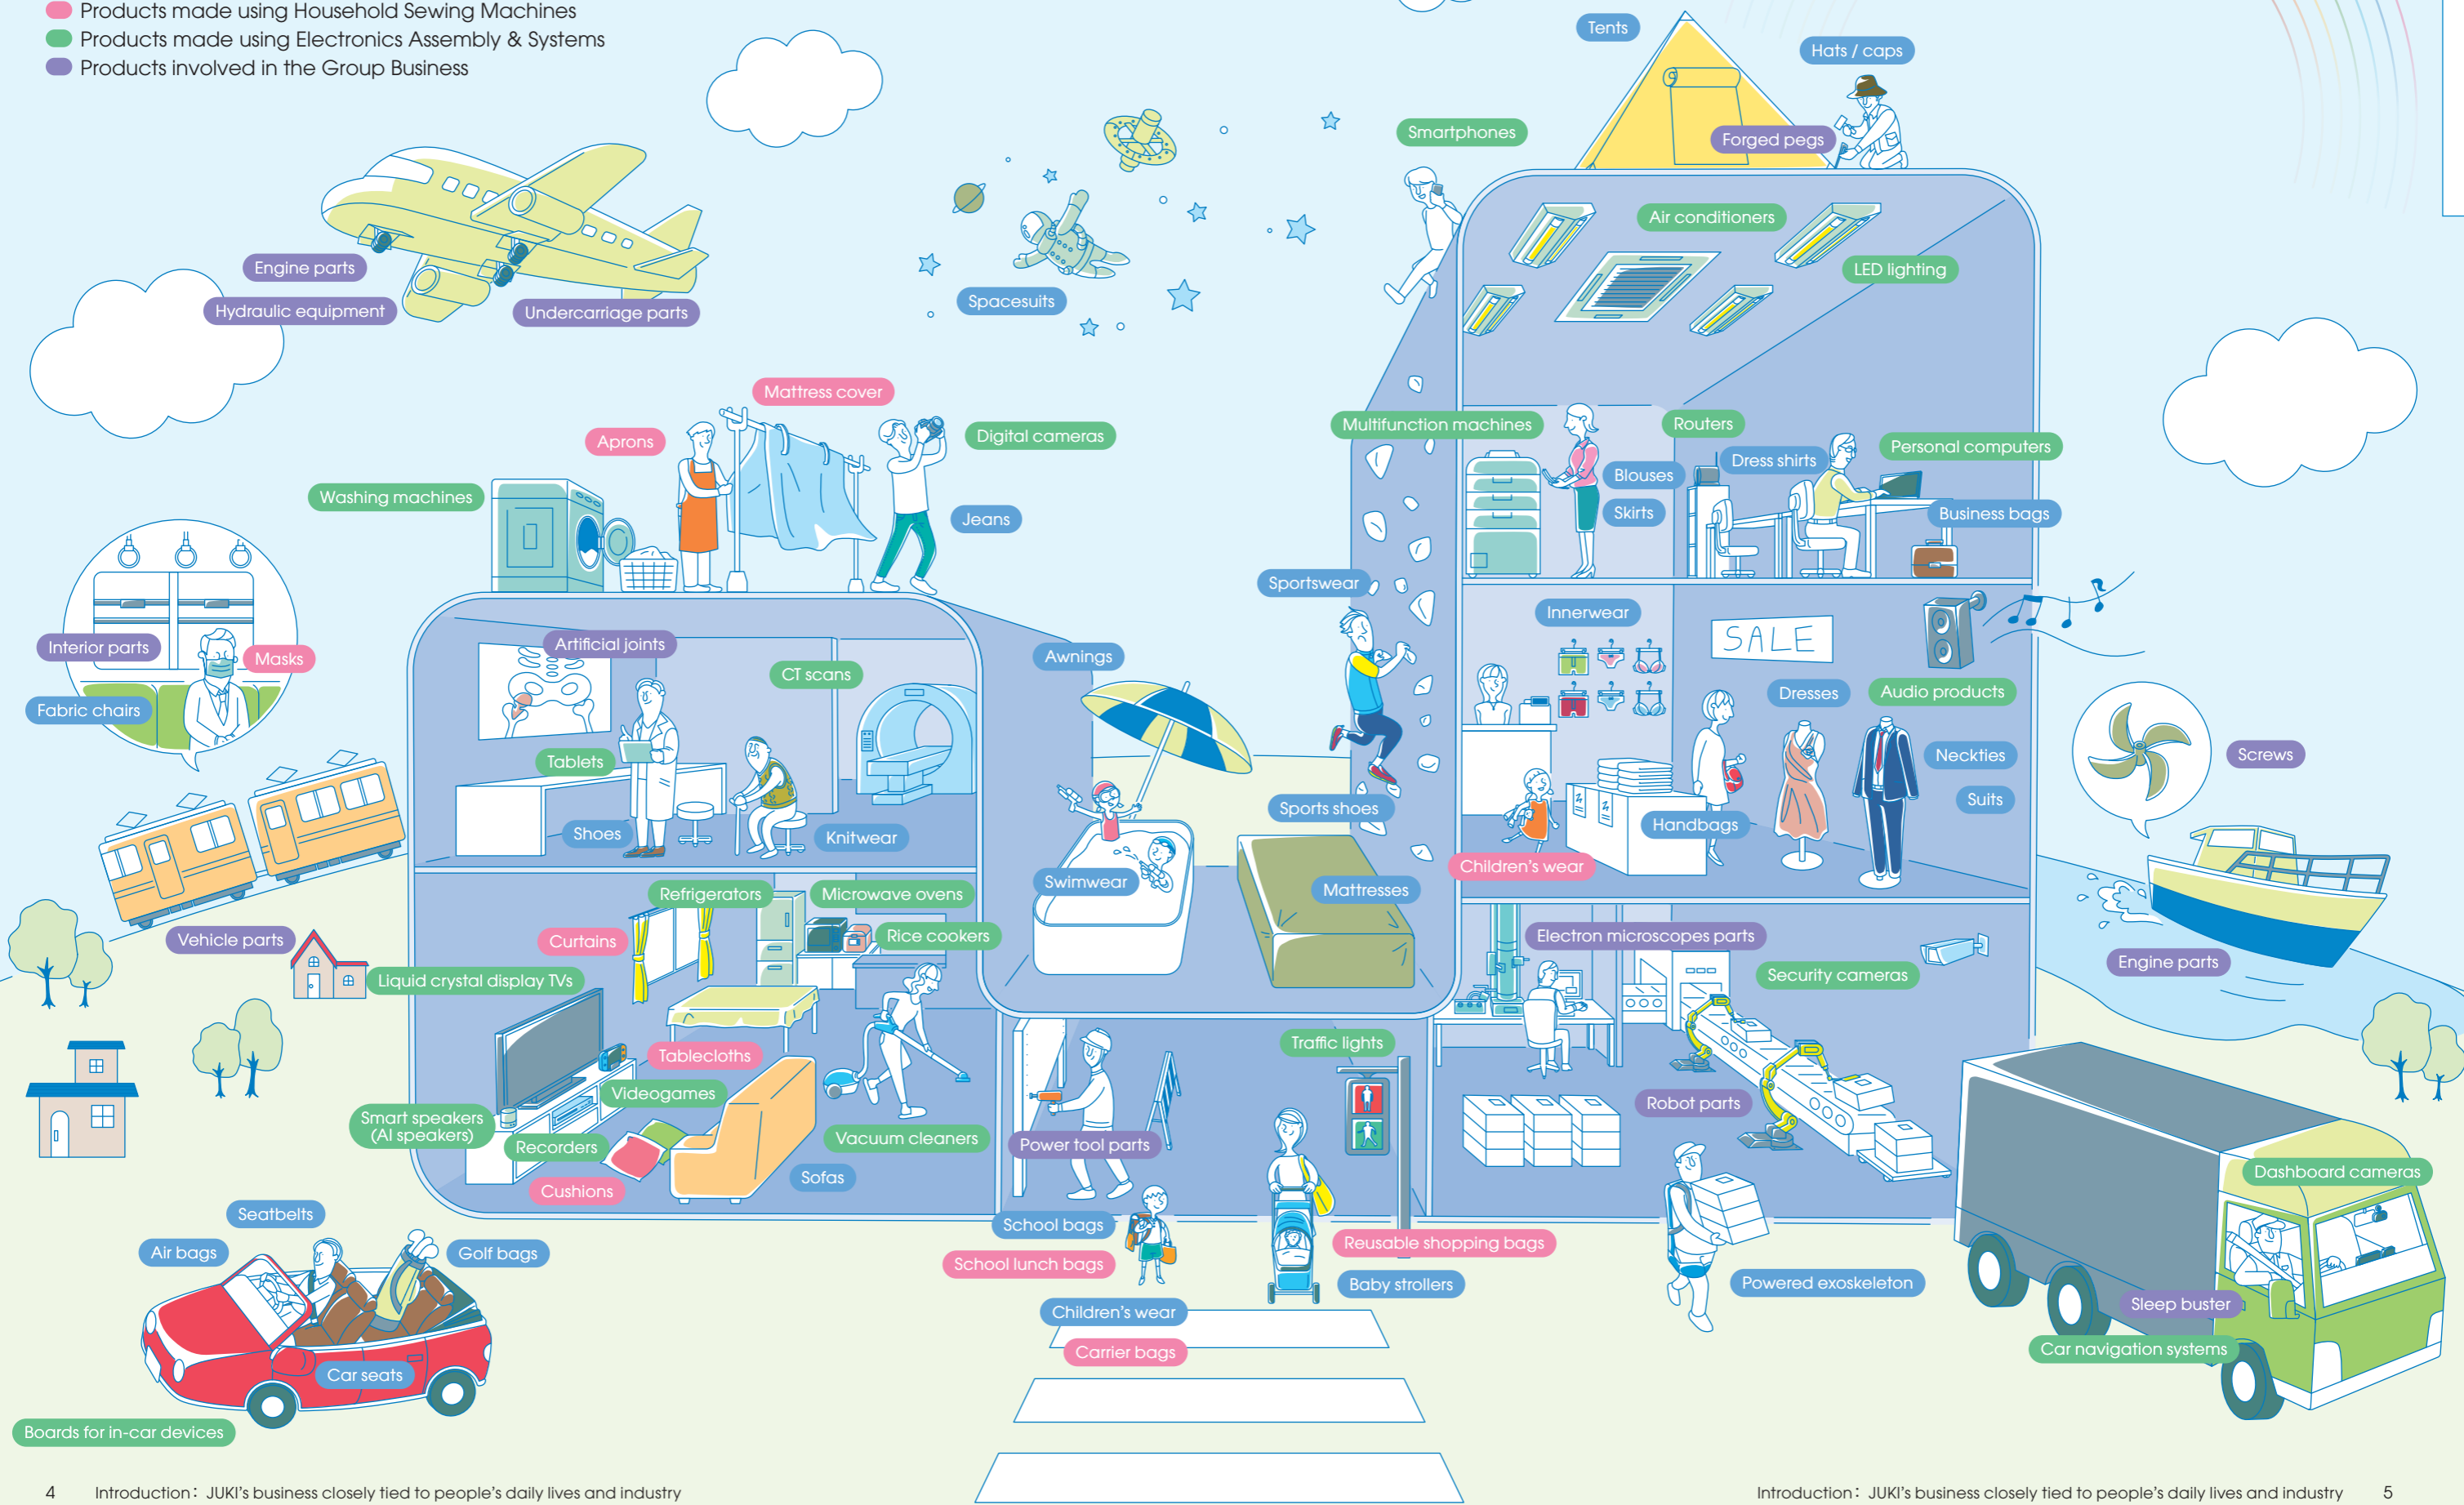 Products made using Household Sewing Machines
Products made using Electronics Assembly & Systems
Products involved in the Group Business
Tents
Hats / caps
Smartphones
Forged pegs
Air conditioners
LED lighting
Engine parts
Hydraulic equipment
Undercarriage parts
Spacesuits
Mattress cover
Aprons
Digital cameras
Washing machines
Jeans
Multifunction machines
Routers
Personal computers
Blouses
Dress shirts
Skirts
Business bags
Sportswear
Innerwear
SALE
Interior parts
Masks
Fabric chairs
Artificial joints
CT scans
Awnings
Dresses
Audio products
Tablets
Neckties
Suits
Screws
Shoes
Knitwear
Sports shoes
Handbags
Swimwear
Mattresses
Children's wear
Refrigerators
Microwave ovens
Curtains
Rice cookers
Vehicle parts
Liquid crystal display TVs
Electron microscopes parts
Security cameras
Engine parts
Tablecloths
Traffic lights
Videogames
Smart speakers
(AI speakers)
Recorders
Vacuum cleaners
Power tool parts
Robot parts
Cushions
Sofas
Dashboard cameras
Seatbelts
Air bags
Golf bags
School bags
School lunch bags
Reusable shopping bags
Baby strollers
Powered exoskeleton
Children's wear
Carrier bags
Sleep buster
Car navigation systems
Car seats
Boards for in-car devices
4 Introduction: JUKI's business closely tied to people's daily lives and industry
Introduction: JUKI's business closely tied to people's daily lives and industry 5